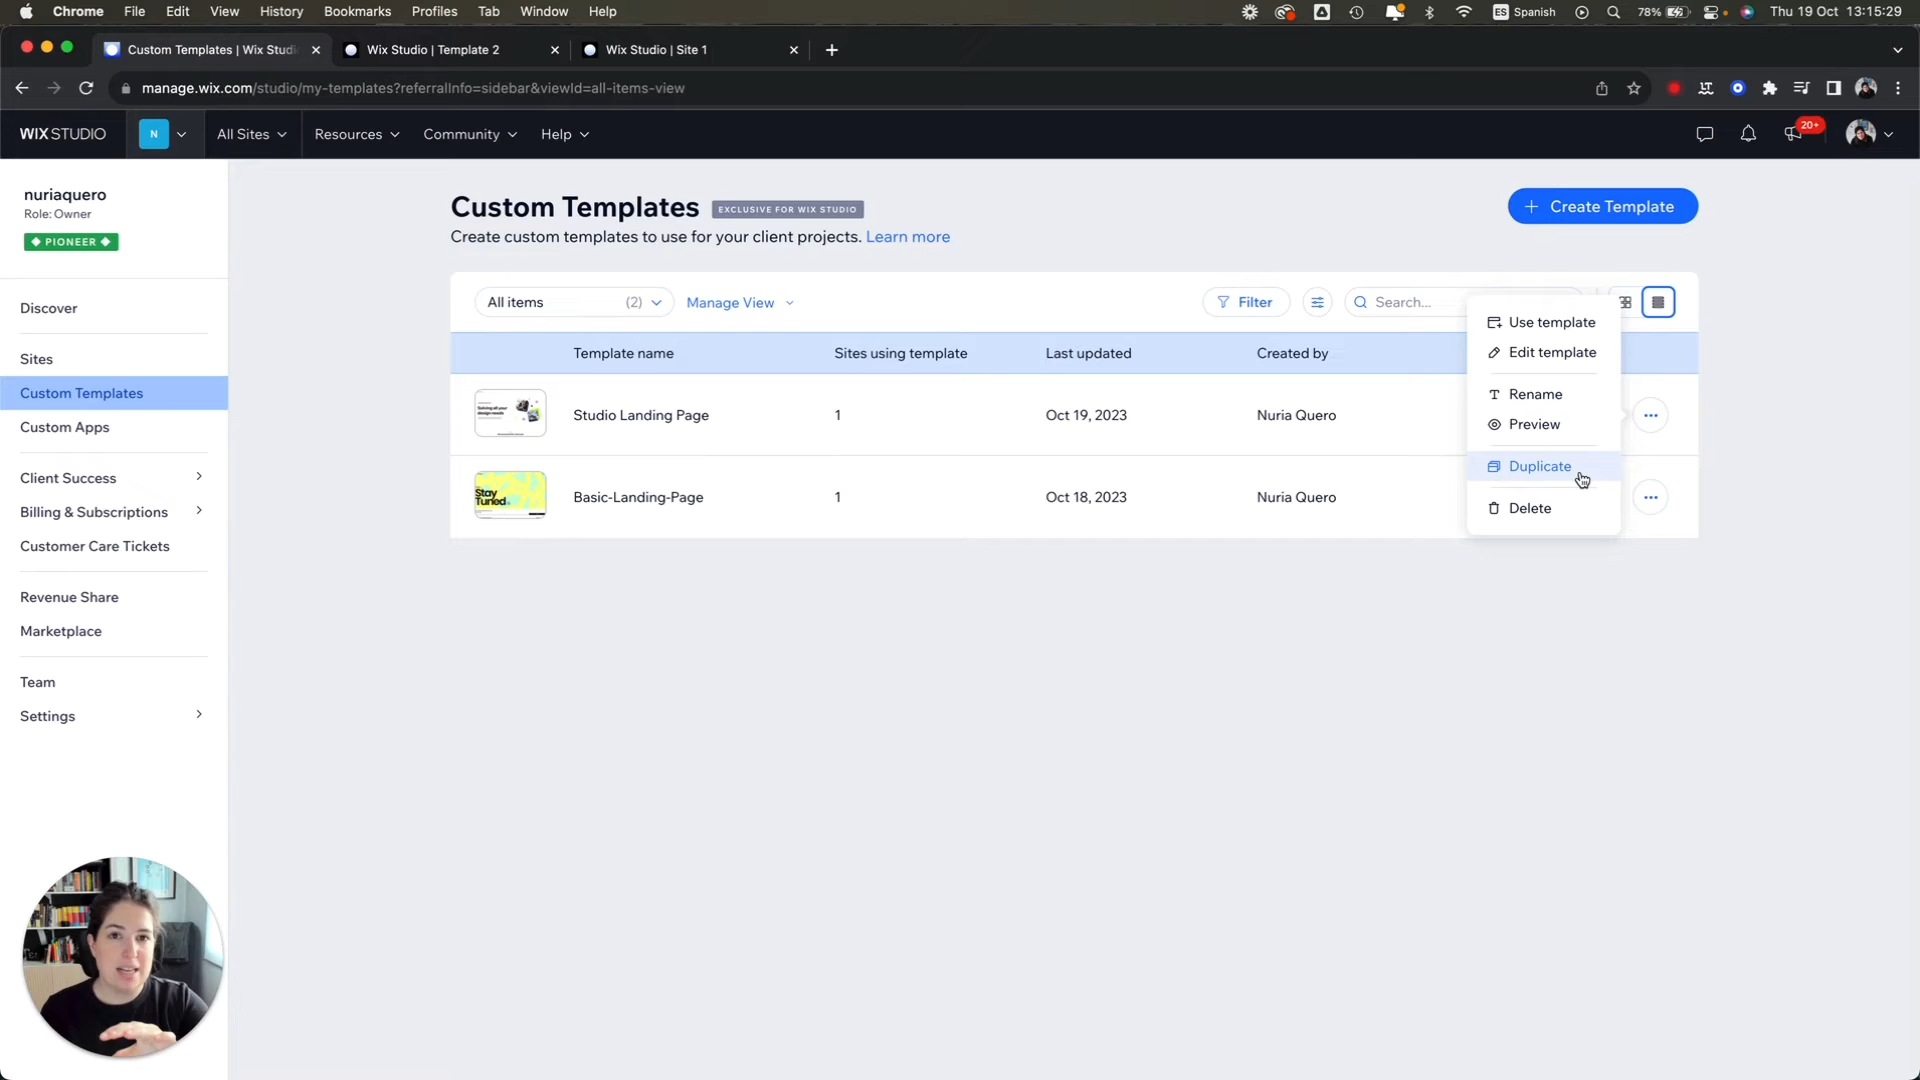 Chrome File Edit View History Bookmarks Profiles Tab Window Help
ES Spanish 78% Thu 19 Oct 13:15:29
Custom Templates | Wix Studi Wix Studio | Template 2 Wix Studio | Site 1
manage.wix.com/studio/my-templates?referralInfo=sidebar&viewId=all-items-view
WIX STUDIO N All Sites Resources Community Help 20+
nuriaquero
Role: Owner
PIONEER
Discover
Sites
Custom Templates
Custom Apps
Client Success
Billing & Subscriptions
Customer Care Tickets
Revenue Share
Marketplace
Team
Settings
Custom Templates EXCLUSIVE FOR WIX STUDIO
Create custom templates to use for your client projects. Learn more
+ Create Template
All items (2) Manage View Filter Search...
Template name Sites using template Last updated Created by
Studio Landing Page 1 Oct 19, 2023 Nuria Quero
Basic-Landing-Page 1 Oct 18, 2023 Nuria Quero
Stay
Tuned
Use template
Edit template
Rename
Preview
Duplicate
Delete